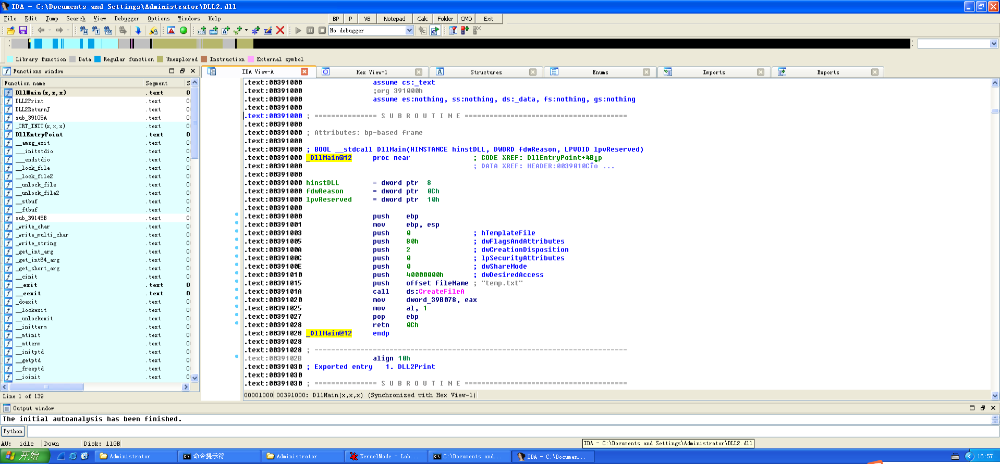 IDA - C:\Documents and Settings\Administrator\DLL2.dll
File Edit Jump Search View Debugger Options Windows Help
BP P VB Notepad Calc Folder CMD Exit
No debugger
Library function Data Regular function Unexplored Instruction External symbol
Functions window
IDA View-A Hex View-1 Structures Enums Imports Exports
Function name Segment S
DllMain(x,x,x) .text 0
DLL2Print .text 0
DLL2ReturnJ .text 0
sub_39105A .text 0
_CRT_INIT(x,x,x) .text 0
DllEntryPoint .text 0
__amsg_exit .text 0
___initstdio .text 0
___endstdio .text 0
__lock_file .text 0
__lock_file2 .text 0
__unlock_file .text 0
__unlock_file2 .text 0
__stbuf .text 0
__ftbuf .text 0
sub_39145B .text 0
_write_char .text 0
_write_multi_char .text 0
_write_string .text 0
_get_int_arg .text 0
_get_int64_arg .text 0
_get_short_arg .text 0
__cinit .text 0
__exit .text 0
__cexit .text 0
_doexit .text 0
__lockexit .text 0
__unlockexit .text 0
__initterm .text 0
__mtinit .text 0
__mtterm .text 0
__initptd .text 0
__getptd .text 0
__freeptd .text 0
__ioinit .text 0
Line 1 of 139
.text:00391000 assume cs:_text
.text:00391000 ;org 391000h
.text:00391000 assume es:nothing, ss:nothing, ds:_data, fs:nothing, gs:nothing
.text:00391000
.text:00391000 ; =============== S U B R O U T I N E =======================================
.text:00391000
.text:00391000 ; Attributes: bp-based frame
.text:00391000
.text:00391000 ; BOOL __stdcall DllMain(HINSTANCE hinstDLL, DWORD fdwReason, LPVOID lpvReserved)
.text:00391000 _DllMain@12 proc near ; CODE XREF: DllEntryPoint+4B↓p
.text:00391000 ; DATA XREF: HEADER:0039010C↑o ...
.text:00391000
.text:00391000 hinstDLL = dword ptr 8
.text:00391000 fdwReason = dword ptr 0Ch
.text:00391000 lpvReserved = dword ptr 10h
.text:00391000
.text:00391000 push ebp
.text:00391001 mov ebp, esp
.text:00391003 push 0 ; hTemplateFile
.text:00391005 push 80h ; dwFlagsAndAttributes
.text:0039100A push 2 ; dwCreationDisposition
.text:0039100C push 0 ; lpSecurityAttributes
.text:0039100E push 0 ; dwShareMode
.text:00391010 push 40000000h ; dwDesiredAccess
.text:00391015 push offset FileName ; "temp.txt"
.text:0039101A call ds:CreateFileA
.text:00391020 mov dword_39B078, eax
.text:00391025 mov al, 1
.text:00391027 pop ebp
.text:00391028 retn 0Ch
.text:00391028 _DllMain@12 endp
.text:00391028
.text:00391028 ; ---------------------------------------------------------------------------
.text:0039102B align 10h
.text:00391030 ; Exported entry 1. DLL2Print
.text:00391030
.text:00391030 ; =============== S U B R O U T I N E =======================================
00001000 00391000: DllMain(x,x,x) (Synchronized with Hex View-1)
Output window
The initial autoanalysis has been finished.
Python
AU: idle Down Disk: 11GB
IDA - C:\Documents and Settings\Administrator\DLL2.dll
开始 Administrator 命令提示符 Administrator KernelMode - Lab... C:\Documents and... IDA - C:\Documen... 16:57